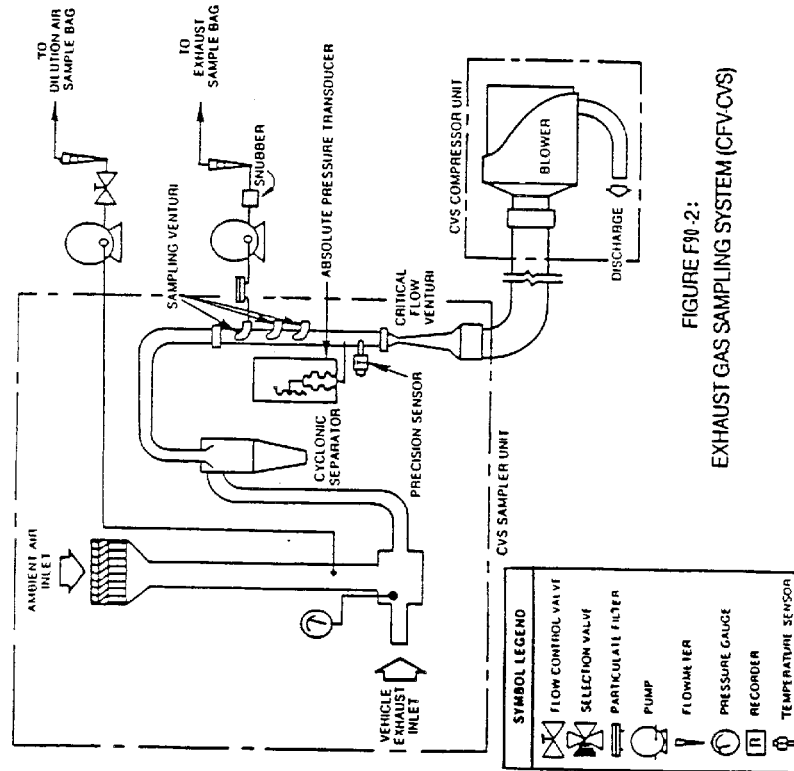 TO
DILUTION AIR
SAMPLE BAG
TO
EXHAUST
SAMPLE BAG
SNUBBER
ABSOLUTE PRESSURE TRANSDUCER
SAMPLING VENTURI
AMBIENT AIR
INLET
CYCLONIC
SEPARATOR
PRECISION SENSOR
CRITICAL
FLOW
VENTURI
VEHICLE
EXHAUST
INLET
CVS SAMPLER UNIT
CVS COMPRESSOR UNIT
BLOWER
DISCHARGE
SYMBOL LEGEND
FLOW CONTROL VALVE
SELECTION VALVE
PARTICULATE FILTER
PUMP
FLOWMETER
PRESSURE GAUGE
R RECORDER
TEMPERATURE SENSOR
FIGURE F90-2:
EXHAUST GAS SAMPLING SYSTEM (CFV-CVS)